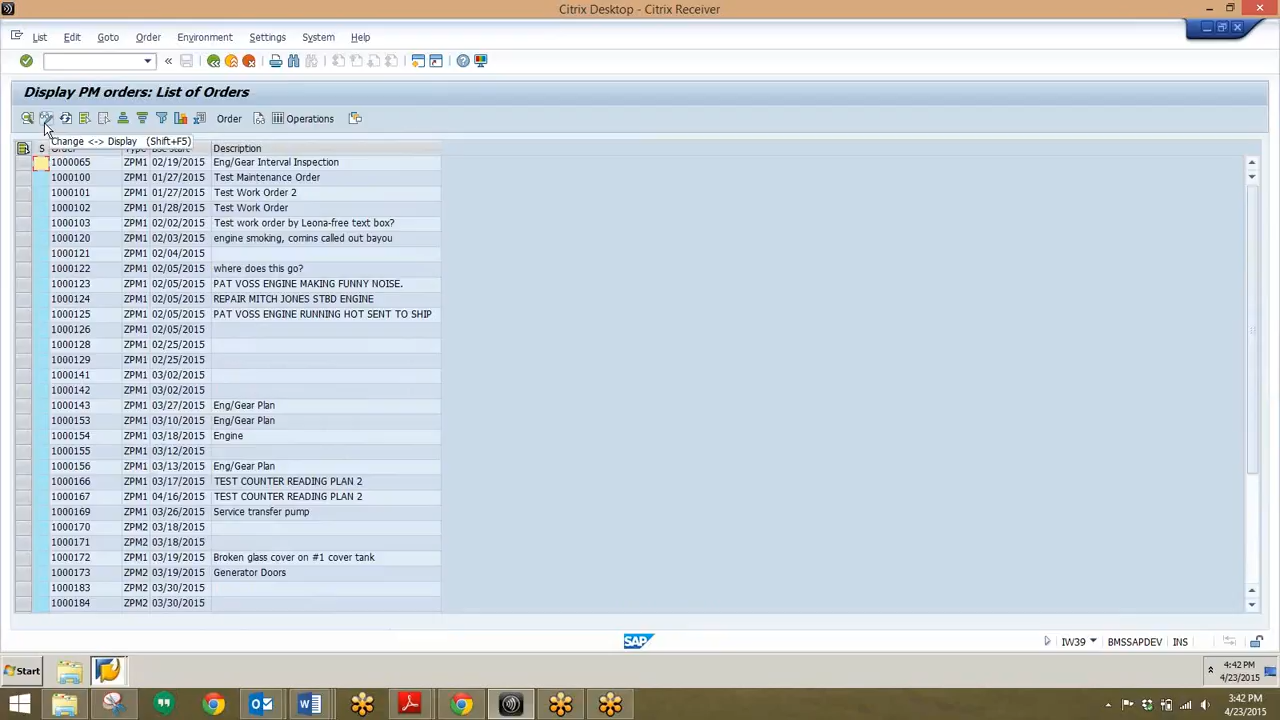 Citrix Desktop - Citrix Receiver
List Edit Goto Order Environment Settings System Help
Display PM orders: List of Orders
Order Operations
Change <-> Display (Shift+F5)
S Order Type Bsc start Description
1000065 ZPM1 02/19/2015 Eng/Gear Interval Inspection
1000100 ZPM1 01/27/2015 Test Maintenance Order
1000101 ZPM1 01/27/2015 Test Work Order 2
1000102 ZPM1 01/28/2015 Test Work Order
1000103 ZPM1 02/02/2015 Test work order by Leona-free text box?
1000120 ZPM1 02/03/2015 engine smoking, comins called out bayou
1000121 ZPM1 02/04/2015
1000122 ZPM1 02/05/2015 where does this go?
1000123 ZPM1 02/05/2015 PAT VOSS ENGINE MAKING FUNNY NOISE.
1000124 ZPM1 02/05/2015 REPAIR MITCH JONES STBD ENGINE
1000125 ZPM1 02/05/2015 PAT VOSS ENGINE RUNNING HOT SENT TO SHIP
1000126 ZPM1 02/05/2015
1000128 ZPM1 02/25/2015
1000129 ZPM1 02/25/2015
1000141 ZPM1 03/02/2015
1000142 ZPM1 03/02/2015
1000143 ZPM1 03/27/2015 Eng/Gear Plan
1000153 ZPM1 03/10/2015 Eng/Gear Plan
1000154 ZPM1 03/18/2015 Engine
1000155 ZPM1 03/12/2015
1000156 ZPM1 03/13/2015 Eng/Gear Plan
1000166 ZPM1 03/17/2015 TEST COUNTER READING PLAN 2
1000167 ZPM1 04/16/2015 TEST COUNTER READING PLAN 2
1000169 ZPM1 03/26/2015 Service transfer pump
1000170 ZPM2 03/18/2015
1000171 ZPM2 03/18/2015
1000172 ZPM1 03/19/2015 Broken glass cover on #1 cover tank
1000173 ZPM2 03/19/2015 Generator Doors
1000183 ZPM2 03/30/2015
1000184 ZPM2 03/30/2015
SAP IW39 BMSSAPDEV INS
Start
4:42 PM
4/23/2015
3:42 PM
4/23/2015